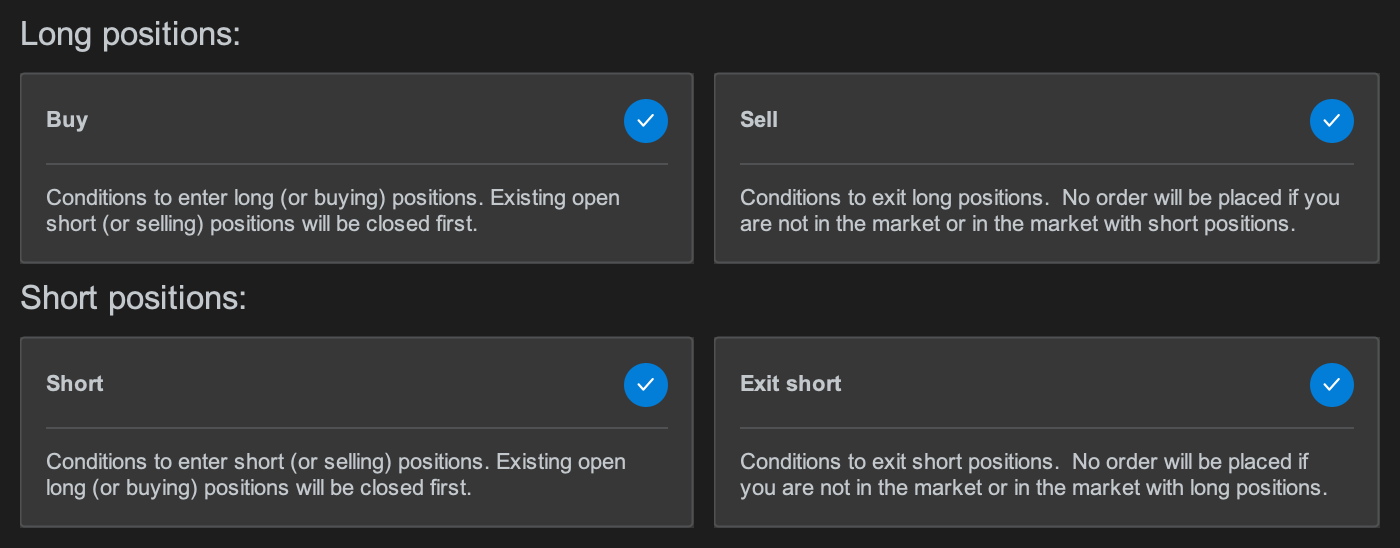 Long positions:
Buy
Sell
Conditions to enter long (or buying) positions. Existing open
short (or selling) positions will be closed first.
Conditions to exit long positions.  No order will be placed if you
are not in the market or in the market with short positions.
Short positions:
Short
Exit short
Conditions to enter short (or selling) positions. Existing open
long (or buying) positions will be closed first.
Conditions to exit short positions.  No order will be placed if
you are not in the market or in the market with long positions.